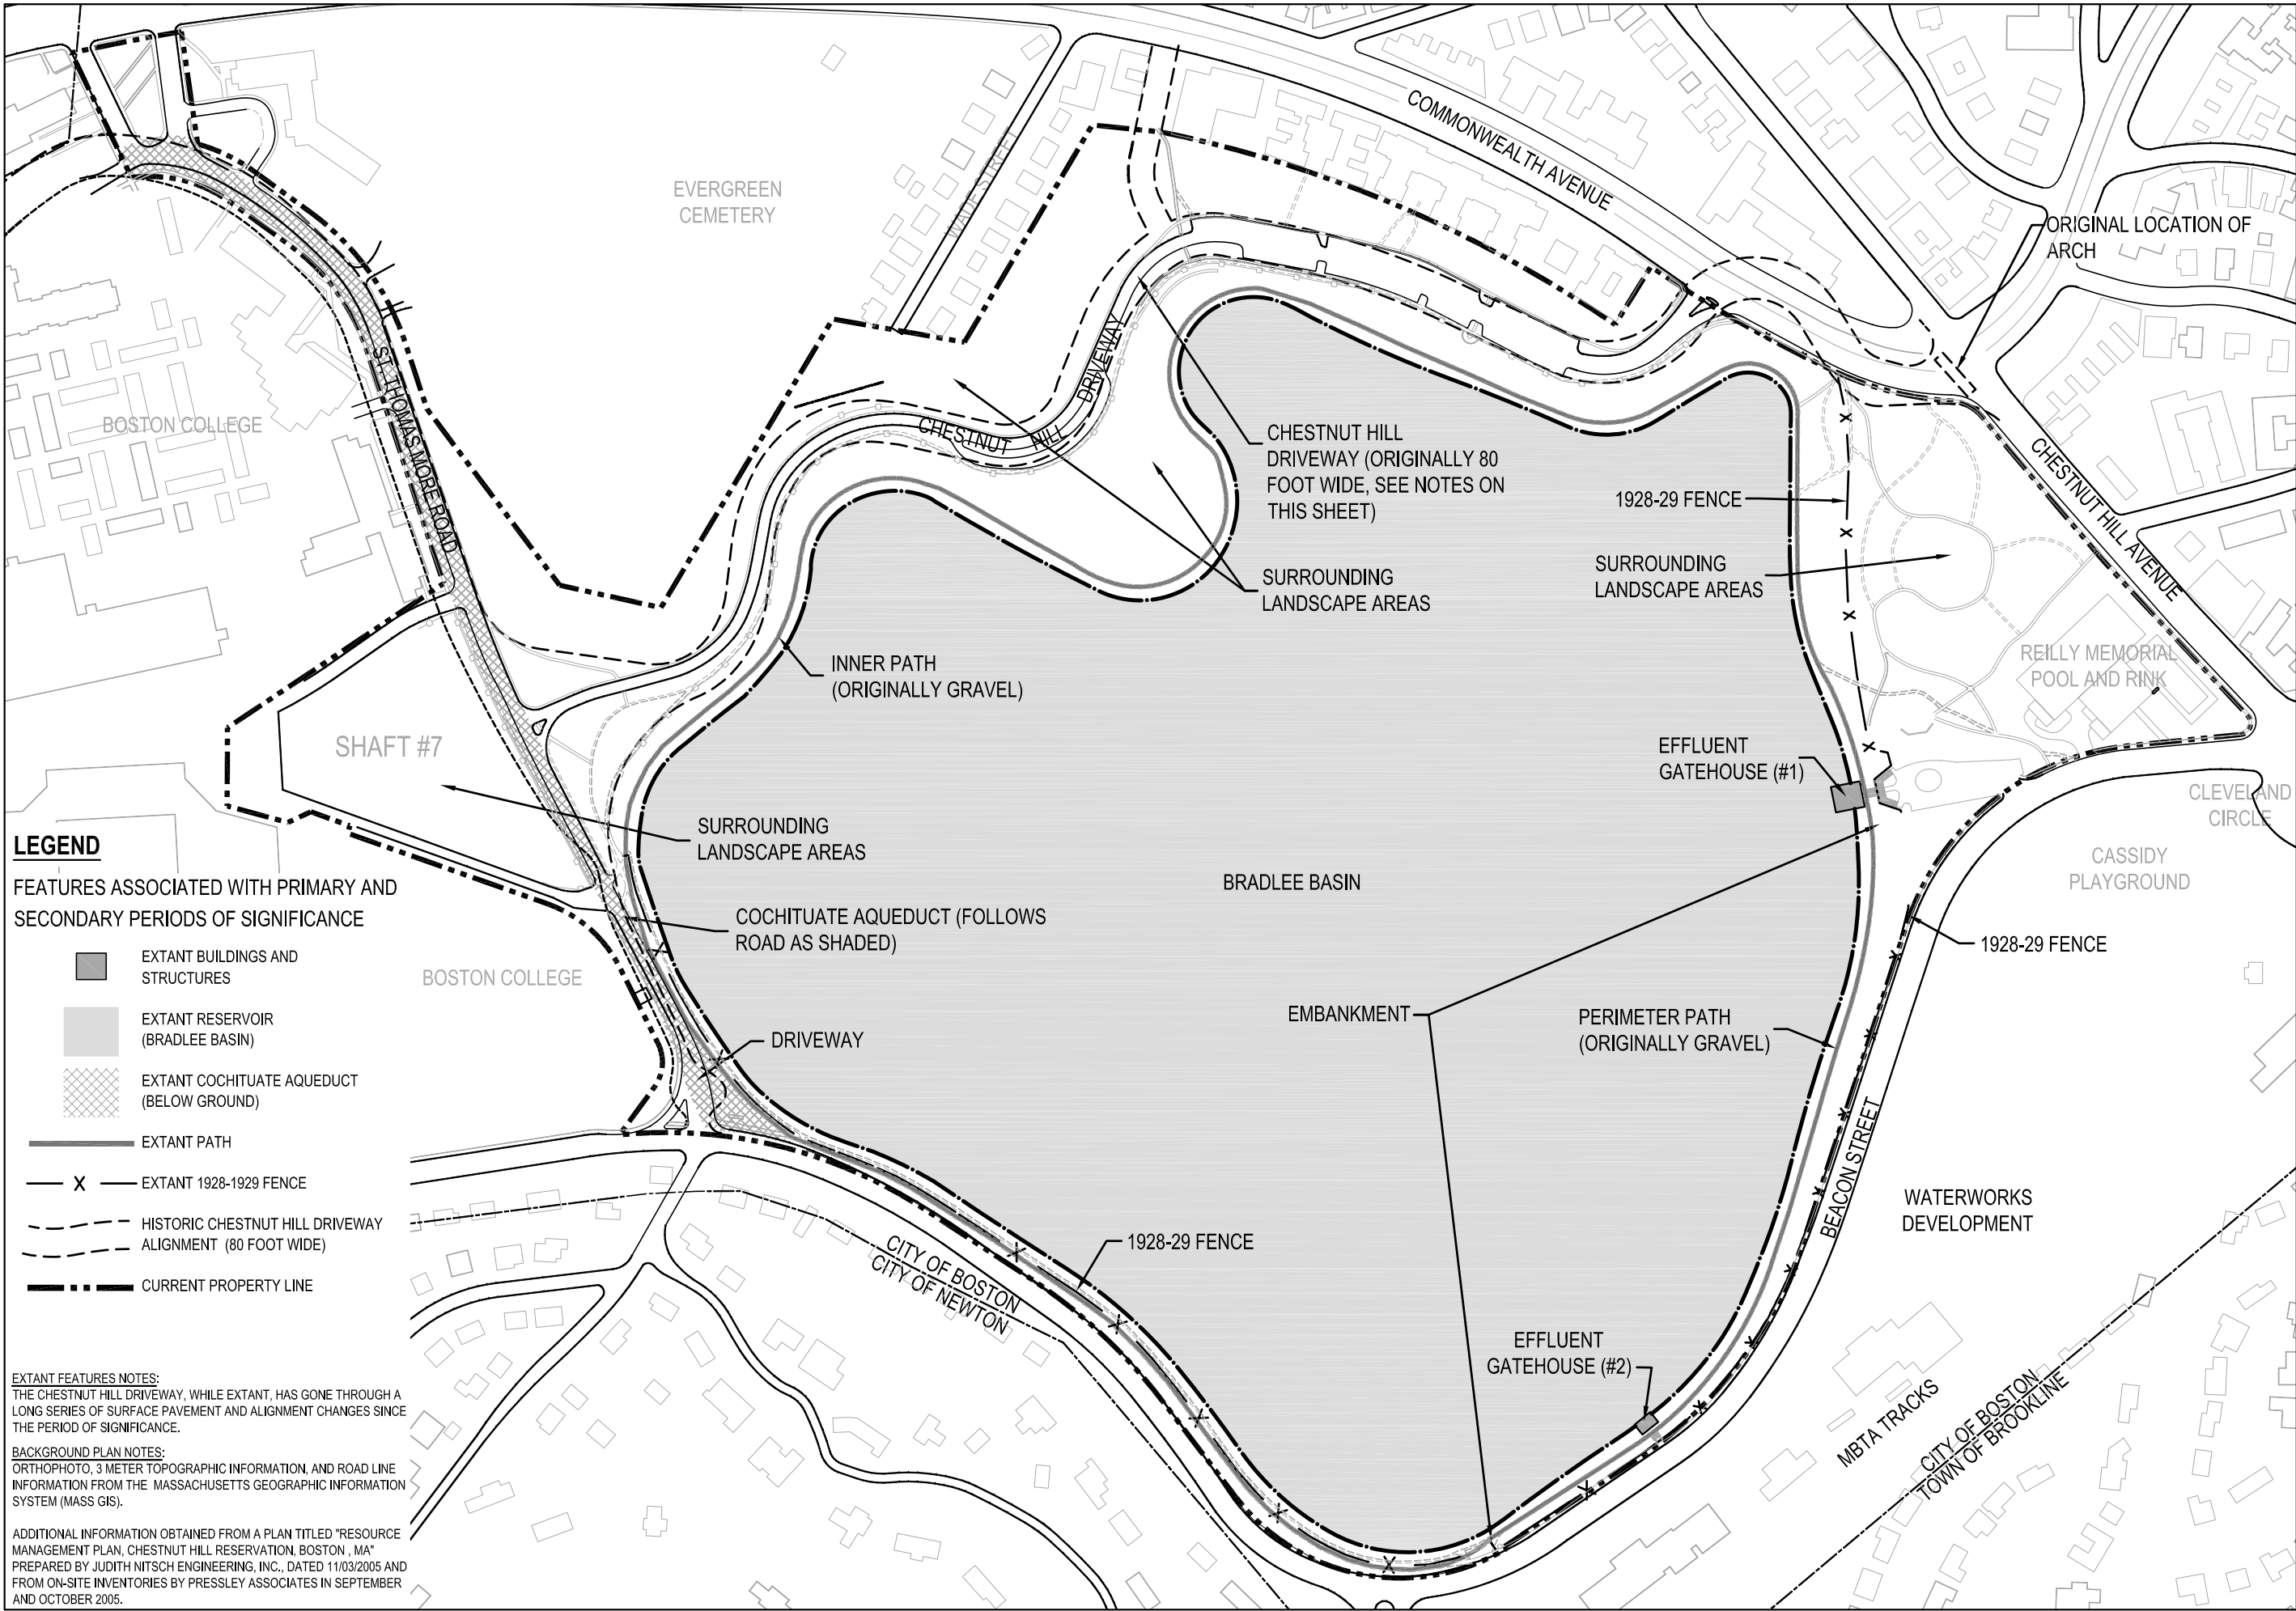 COMMONWEALTH AVENUE
EVERGREEN
CEMETERY
ORIGINAL LOCATION OF
ARCH
ST. THOMAS MORE ROAD
BOSTON COLLEGE
CHESTNUT HILL
DRIVEWAY
CHESTNUT HILL
DRIVEWAY (ORIGINALLY 80
FOOT WIDE, SEE NOTES ON
THIS SHEET)
1928-29 FENCE
CHESTNUT HILL AVENUE
SURROUNDING
LANDSCAPE AREAS
SURROUNDING
LANDSCAPE AREAS
INNER PATH
(ORIGINALLY GRAVEL)
REILLY MEMORIAL
POOL AND RINK
SHAFT #7
EFFLUENT
GATEHOUSE (#1)
CLEVELAND
CIRCLE
SURROUNDING
LANDSCAPE AREAS
CASSIDY
PLAYGROUND
BRADLEE BASIN
COCHITUATE AQUEDUCT (FOLLOWS
ROAD AS SHADED)
1928-29 FENCE
BOSTON COLLEGE
EMBANKMENT
PERIMETER PATH
(ORIGINALLY GRAVEL)
DRIVEWAY
BEACON STREET
WATERWORKS
DEVELOPMENT
1928-29 FENCE
CITY OF BOSTON
CITY OF NEWTON
EFFLUENT
GATEHOUSE (#2)
MBTA TRACKS
CITY OF BOSTON
TOWN OF BROOKLINE
LEGEND
FEATURES ASSOCIATED WITH PRIMARY AND
SECONDARY PERIODS OF SIGNIFICANCE
EXTANT BUILDINGS AND
STRUCTURES
EXTANT RESERVOIR
(BRADLEE BASIN)
EXTANT COCHITUATE AQUEDUCT
(BELOW GROUND)
EXTANT PATH
X EXTANT 1928-1929 FENCE
HISTORIC CHESTNUT HILL DRIVEWAY
ALIGNMENT (80 FOOT WIDE)
CURRENT PROPERTY LINE
EXTANT FEATURES NOTES:
THE CHESTNUT HILL DRIVEWAY, WHILE EXTANT, HAS GONE THROUGH A
LONG SERIES OF SURFACE PAVEMENT AND ALIGNMENT CHANGES SINCE
THE PERIOD OF SIGNIFICANCE.
BACKGROUND PLAN NOTES:
ORTHOPHOTO, 3 METER TOPOGRAPHIC INFORMATION, AND ROAD LINE
INFORMATION FROM THE MASSACHUSETTS GEOGRAPHIC INFORMATION
SYSTEM (MASS GIS).
ADDITIONAL INFORMATION OBTAINED FROM A PLAN TITLED "RESOURCE
MANAGEMENT PLAN, CHESTNUT HILL RESERVATION, BOSTON , MA"
PREPARED BY JUDITH NITSCH ENGINEERING, INC., DATED 11/03/2005 AND
FROM ON-SITE INVENTORIES BY PRESSLEY ASSOCIATES IN SEPTEMBER
AND OCTOBER 2005.